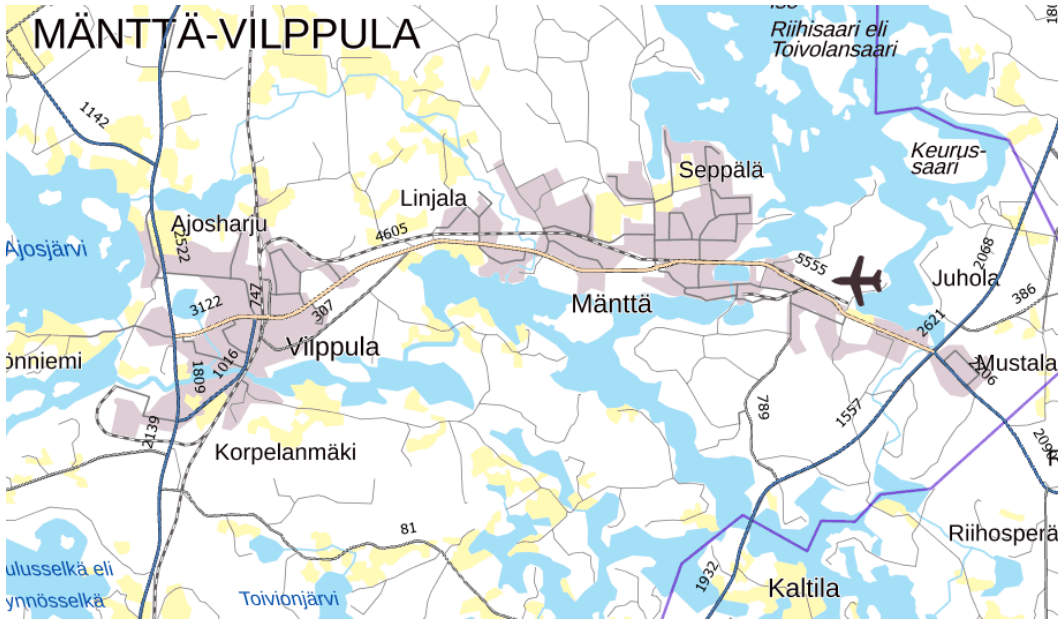 MÄNTTÄ-VILPPULA
Riihisaari eli
Toivolansaari
1142
Keurus-
saari
Seppälä
Linjala
Ajosharju
4605
2522
Ajosjärvi
5555
2068
Juhola
386
747
3122
307
Mänttä
2621
Vilppula
önniemi
1016
1809
Mustala
789
1557
2139
Korpelanmäki
81
Riihosperä
1932
ulusselkä eli
ynnösselkä
Toivionjärvi
Kaltila